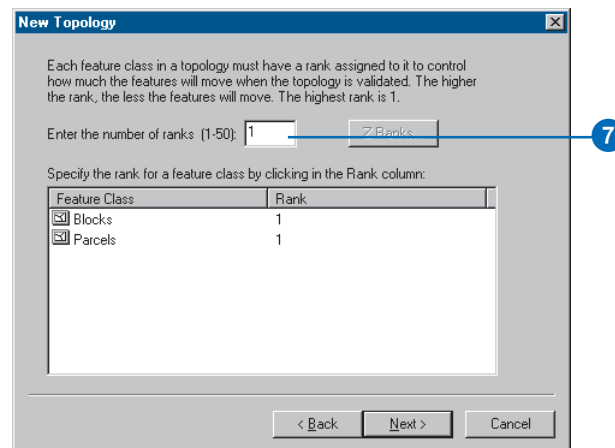 New Topology
Each feature class in a topology must have a rank assigned to it to control
how much the features will move when the topology is validated. The higher
the rank, the less the features will move. The highest rank is 1.
Enter the number of ranks (1-50): 1 Z Ranks... 7
Specify the rank for a feature class by clicking in the Rank column:
Feature Class Rank
Blocks 1
Parcels 1
< Back Next > Cancel